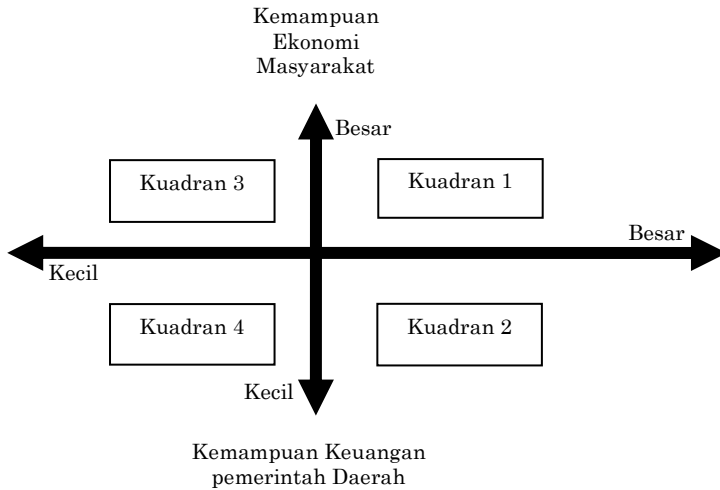 Kemampuan
Ekonomi
Masyarakat
Besar
Kuadran 3
Kuadran 1
Besar
Kecil
Kuadran 4
Kuadran 2
Kecil
Kemampuan Keuangan
pemerintah Daerah